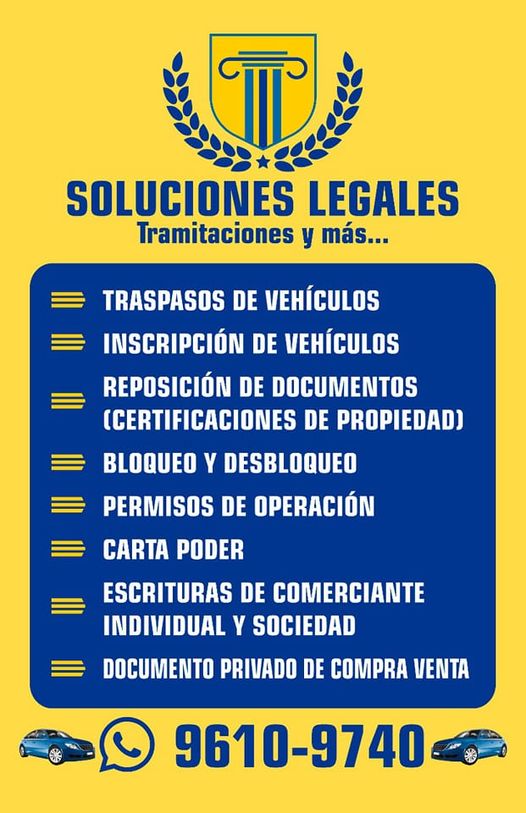 SOLUCIONES LEGALES
Tramitaciones y más...
TRASPASOS DE VEHÍCULOS
INSCRIPCIÓN DE VEHÍCULOS
REPOSICIÓN DE DOCUMENTOS
(CERTIFICACIONES DE PROPIEDAD)
BLOQUEO Y DESBLOQUEO
PERMISOS DE OPERACIÓN
CARTA PODER
ESCRITURAS DE COMERCIANTE
INDIVIDUAL Y SOCIEDAD
DOCUMENTO PRIVADO DE COMPRA VENTA
9610-9740